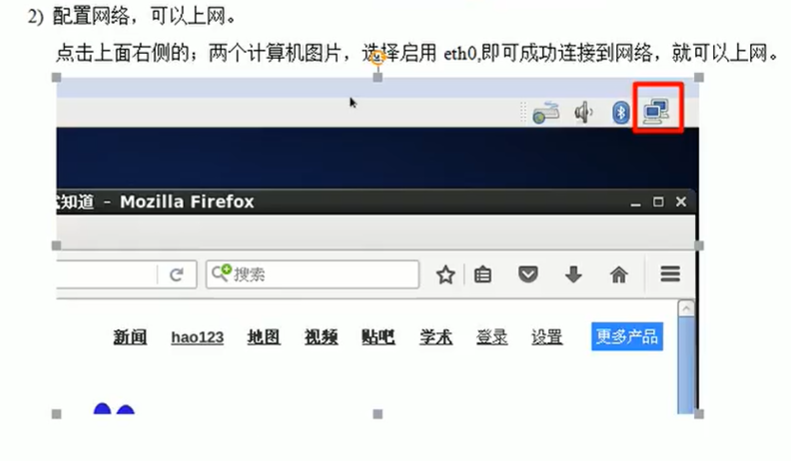 2) 配置网络，可以上网。
点击上面右侧的；两个计算机图片，选择启用 eth0,即可成功连接到网络，就可以上网。
知道 - Mozilla Firefox
搜索
新闻 hao123 地图 视频 贴吧 学术 登录 设置 更多产品